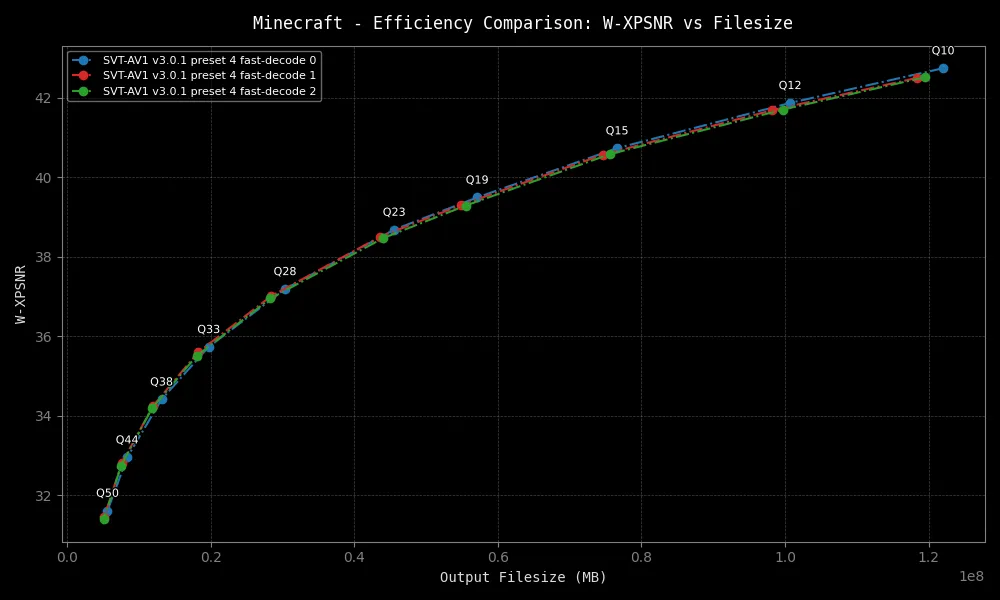 Minecraft - Efficiency Comparison: W-XPSNR vs Filesize
SVT-AV1 v3.0.1 preset 4 fast-decode 0
SVT-AV1 v3.0.1 preset 4 fast-decode 1
SVT-AV1 v3.0.1 preset 4 fast-decode 2
Q10
Q12
Q15
Q19
Q23
Q28
Q33
Q38
Q44
Q50
42
40
38
36
34
32
W-XPSNR
0.0 0.2 0.4 0.6 0.8 1.0 1.2
1e8
Output Filesize (MB)